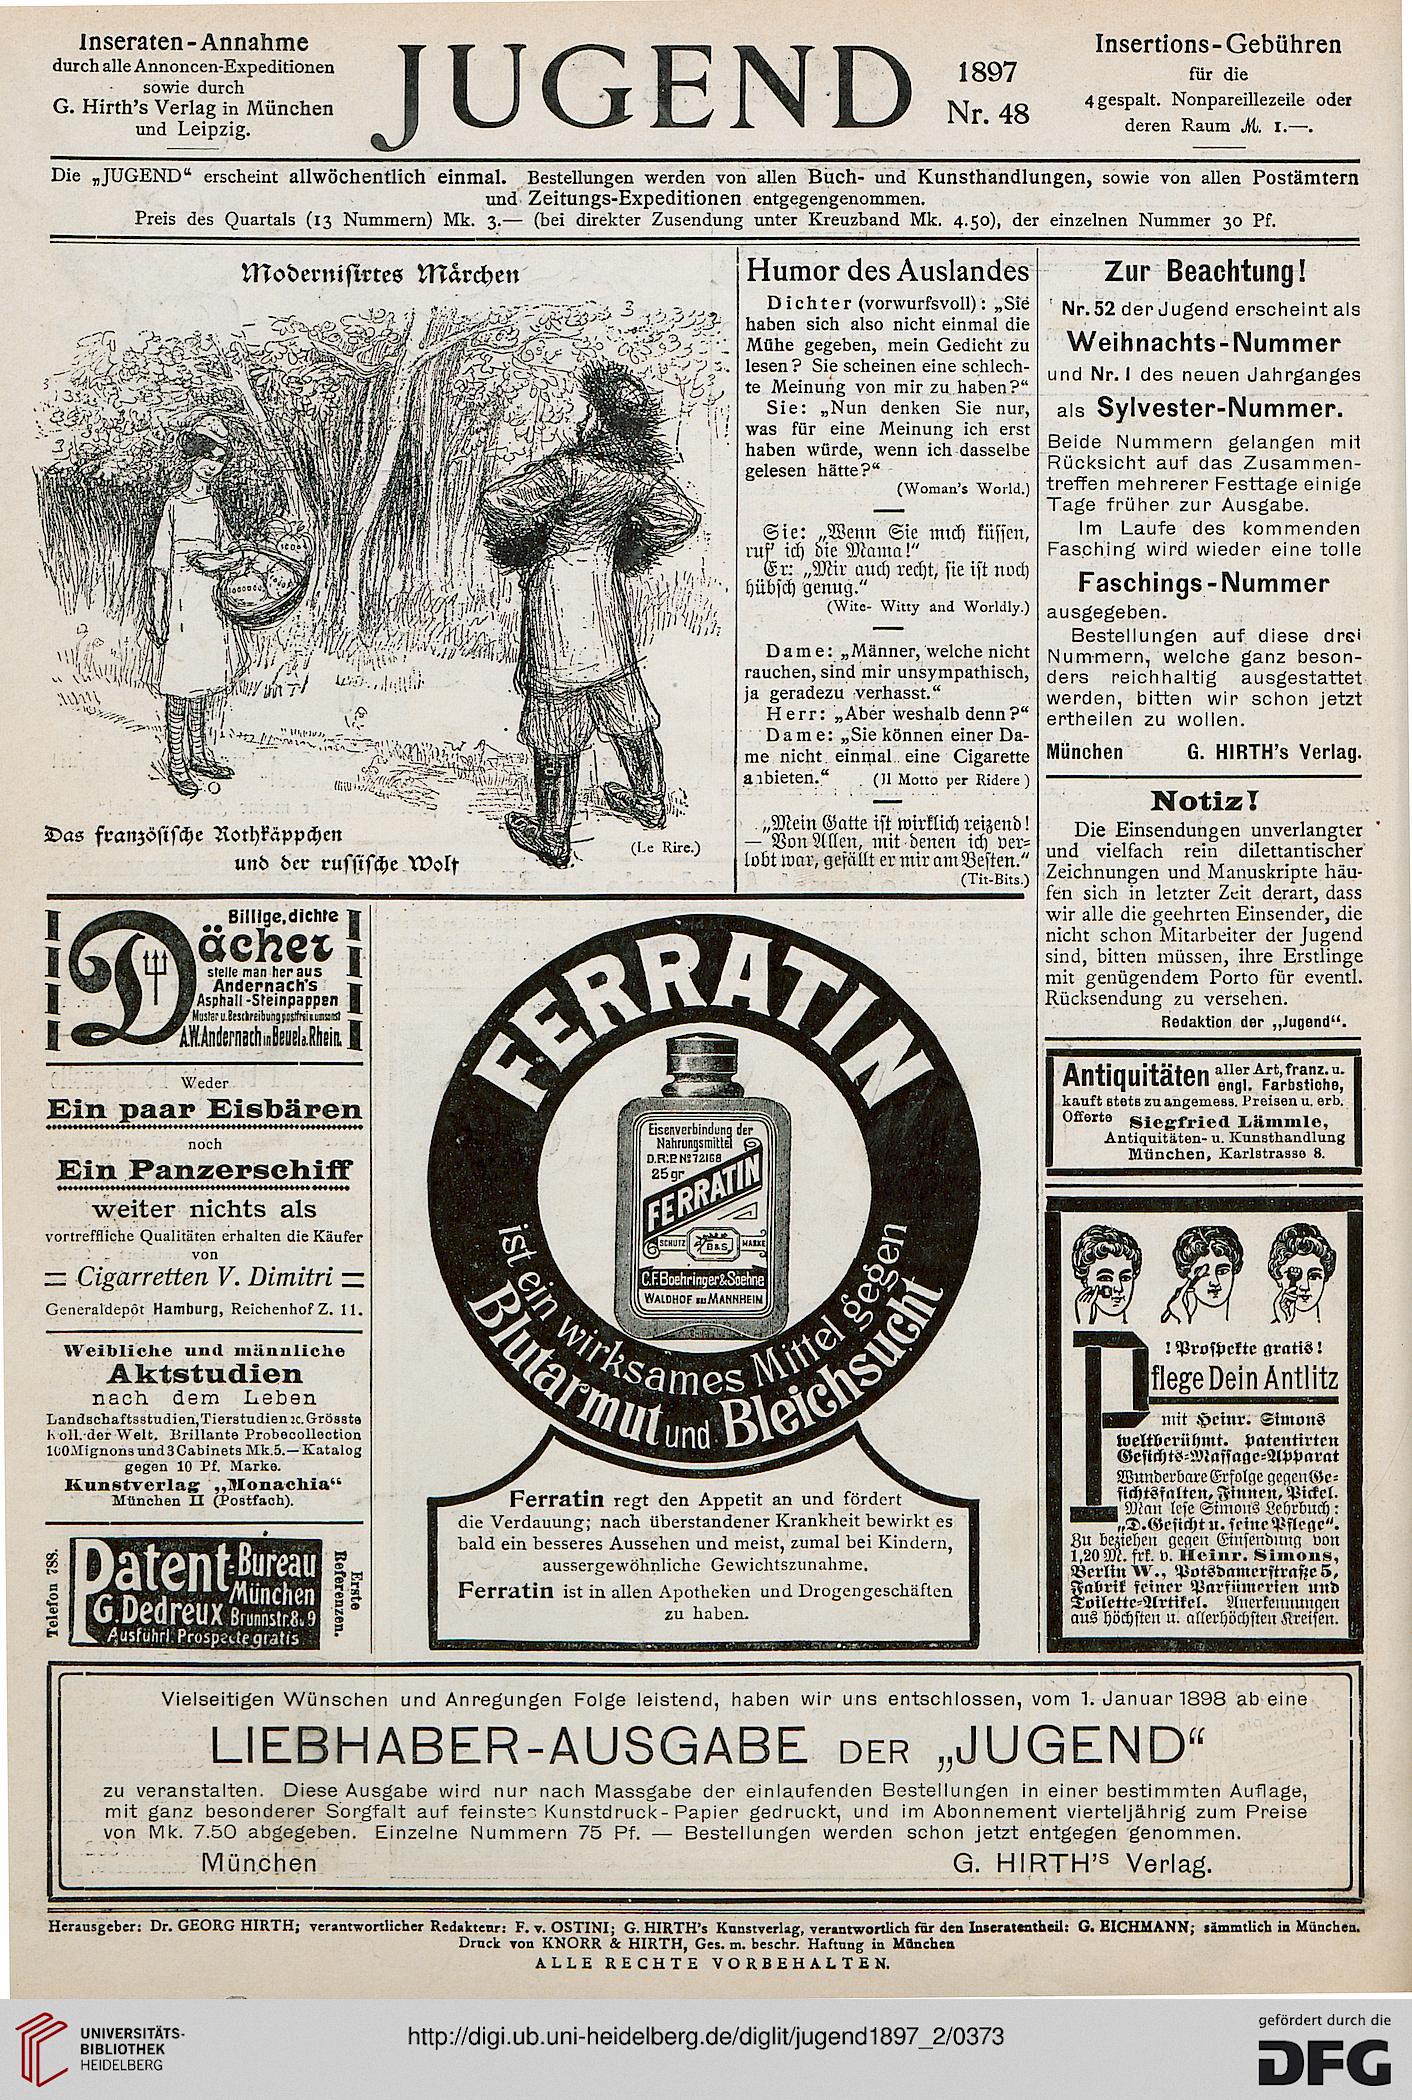 Inseraten-Annahme
durch alle Annoncen-Expeditionen
sowie durch
G. Hirth's Verlag in München
und Leipzig.
JUGEND
1897
Nr. 48
Insertions-Gebühren
für die
4 gespalt. Nonpareillezeile oder
deren Raum M. 1.—.
Die „JUGEND“ erscheint allwöchentlich einmal. Bestellungen werden von allen Buch- und Kunsthandlungen, sowie von allen Postämtern
und Zeitungs-Expeditionen entgegengenommen.
Preis des Quartals (13 Nummern) Mk. 3.— (bei direkter Zusendung unter Kreuzband Mk. 4.50), der einzelnen Nummer 30 Pf.
Modernisirtes Märchen
Das französische Rothkäppchen
und der russische Wolf
(Le Rire.)
Humor des Auslandes
Dichter (vorwurfsvoll): „Sie
haben sich also nicht einmal die
Mühe gegeben, mein Gedicht zu
lesen? Sie scheinen eine schlech-
te Meinung von mir zu haben?“
Sie: „Nun denken Sie nur,
was für eine Meinung ich erst
haben würde, wenn ich dasselbe
gelesen hätte?“
(Woman's World.)
Sie: „Wenn Sie mich küssen,
ruf' ich die Mama!“
Er: „Mir auch recht, sie ist noch
hübsch genug.“
(Wite- Witty and Worldly.)
Dame: „Männer, welche nicht
rauchen, sind mir unsympathisch,
ja geradezu verhasst.“
Herr: „Aber weshalb denn?“
Dame: „Sie können einer Da-
me nicht einmal eine Cigarette
anbieten.“ (Il Motto per Ridere)
„Mein Gatte ist wirklich reizend!
— Von Allen, mit denen ich ver-
lobt war, gefällt er mir am Besten.“
(Tit-Bits.)
Zur Beachtung!
Nr. 52 der Jugend erscheint als
Weihnachts-Nummer
und Nr. I des neuen Jahrganges
als Sylvester-Nummer.
Beide Nummern gelangen mit
Rücksicht auf das Zusammen-
treffen mehrerer Festtage einige
Tage früher zur Ausgabe.
Im Laufe des kommenden
Fasching wird wieder eine tolle
Faschings-Nummer
ausgegeben.
Bestellungen auf diese drei
Nummern, welche ganz beson-
ders reichhaltig ausgestattet
werden, bitten wir schon jetzt
ertheilen zu wollen.
München G. HIRTH's Verlag.
Notiz!
Die Einsendungen unverlangter
und vielfach rein dilettantischer
Zeichnungen und Manuskripte häu-
fen sich in letzter Zeit derart, dass
wir alle die geehrten Einsender, die
nicht schon Mitarbeiter der Jugend
sind, bitten müssen, ihre Erstlinge
mit genügendem Porto für eventl.
Rücksendung zu versehen.
Redaktion der „Jugend“.
Billige, dichte
Dächer
stelle man her aus
Andernach's
Asphalt-Steinpappen
Muster u. Beschreibung postfrei u. umsonst
A.W. Andernach in Beuel a. Rhein.
Weder
Ein paar Eisbären
noch
Ein Panzerschiff
weiter nichts als
vortreffliche Qualitäten erhalten die Käufer
von
= Cigarretten V. Dimitri =
Generaldepôt Hamburg, Reichenhof Z. 11.
Weibliche und männliche
Aktstudien
nach dem Leben
Landschaftsstudien, Tierstudien 2c. Grösste
Koll. der Welt. Brillante Probecollection
100 Mignons und 3 Cabinets Mk. 5.— Katalog
gegen 10 Pf. Marke.
Kunstverlag „Monachia“
München II (Postfach).
Telefon 788.
Patent-Bureau
München
G. Dedreux Brunnstr. 8 u. 9
Ausführl. Prospecte gratis
Erste
Referenzen.
FERRATIN
Eisenverbindung der
Nahrungsmittel
D.R.P. Nº 72168
25 gr
FERRATIN
SCHUTZ B&S MARKE
C.F. Boehringer & Soehne
WALDHOF bei MANNHEIM
ist ein wirksames Mittel gegen
Blutarmut und Bleichsucht
Ferratin regt den Appetit an und fördert
die Verdauung; nach überstandener Krankheit bewirkt es
bald ein besseres Aussehen und meist, zumal bei Kindern,
aussergewöhnliche Gewichtszunahme.
Ferratin ist in allen Apotheken und Drogengeschäften
zu haben.
Antiquitäten aller Art, franz. u.
engl. Farbstiche,
kauft stets zu angemess. Preisen u. erb.
Offerte Siegfried Lämmle,
Antiquitäten- u. Kunsthandlung
München, Karlstrasse 8.
! Prospekte gratis!
Pflege Dein Antlitz
mit Heinr. Simons
weltberühmt. patentirten
Gesichts-Massage-Apparat
Wunderbare Erfolge gegen Ge-
sichtsfalten, Finnen, Pickel.
Man lese Simons Lehrbuch:
„D. Gesicht u. seine Pflege“.
Zu beziehen gegen Einsendung von
1,20 M. frk. v. Heinr. Simons,
Berlin W., Potsdamerstraße 5,
Fabrik feiner Parfümerien und
Toilette-Artikel. Anerkennungen
aus höchsten u. allerhöchsten Kreisen.
Vielseitigen Wünschen und Anregungen Folge leistend, haben wir uns entschlossen, vom 1. Januar 1898 ab eine
LIEBHABER-AUSGABE DER „JUGEND“
zu veranstalten. Diese Ausgabe wird nur nach Massgabe der einlaufenden Bestellungen in einer bestimmten Auflage,
mit ganz besonderer Sorgfalt auf feinstes Kunstdruck-Papier gedruckt, und im Abonnement vierteljährig zum Preise
von Mk. 7.50 abgegeben. Einzelne Nummern 75 Pf. — Bestellungen werden schon jetzt entgegen genommen.
München G. HIRTH's Verlag.
Herausgeber: Dr. GEORG HIRTH; verantwortlicher Redakteur: F. v. OSTINI; G. HIRTH's Kunstverlag, verantwortlich für den Inseratentheil: G. EICHMANN; sämmtlich in München.
Druck von KNORR & HIRTH, Ges. m. beschr. Haftung in München
ALLE RECHTE VORBEHALTEN.
UNIVERSITÄTS-
BIBLIOTHEK
HEIDELBERG
http://digi.ub.uni-heidelberg.de/diglit/jugend1897_2/0373
gefördert durch die
DFG